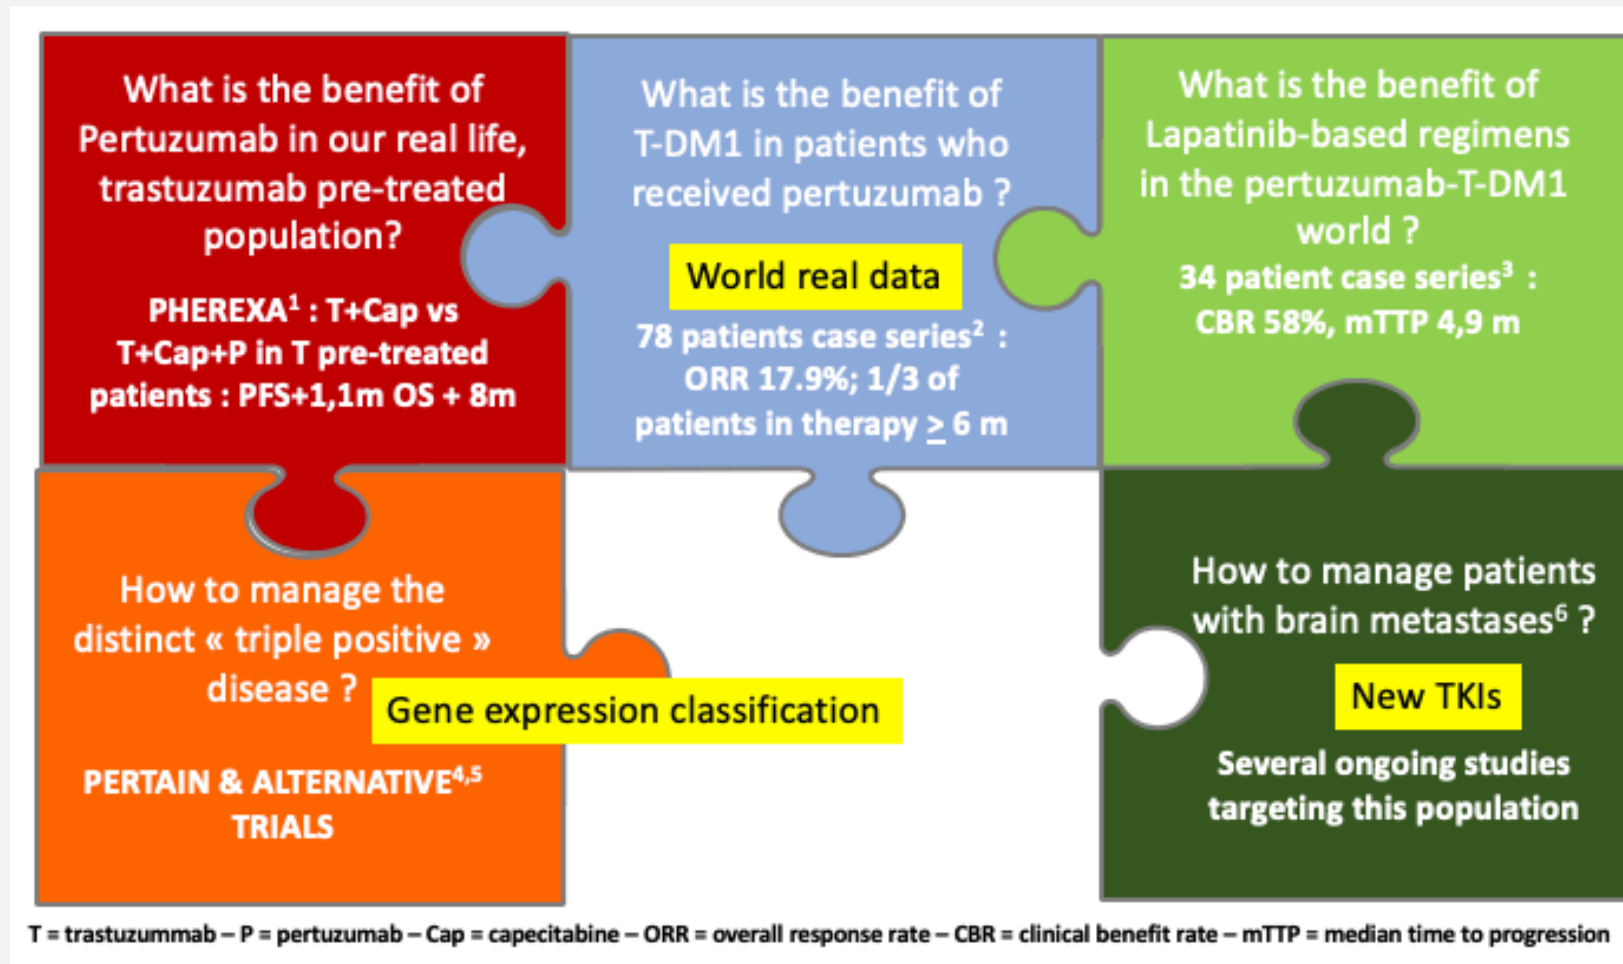 What is the benefit of
Pertuzumab in our real life,
trastuzumab pre-treated
population?
PHEREXA¹ : T+Cap vs
T+Cap+P in T pre-treated
patients : PFS+1,1m OS + 8m
What is the benefit of
T-DM1 in patients who
received pertuzumab ?
World real data
78 patients case series² :
ORR 17.9%; 1/3 of
patients in therapy ≥ 6 m
What is the benefit of
Lapatinib-based regimens
in the pertuzumab-T-DM1
world ?
34 patient case series³ :
CBR 58%, mTTP 4,9 m
How to manage the
distinct « triple positive »
disease ?
Gene expression classification
PERTAIN & ALTERNATIVE⁴,⁵
TRIALS
How to manage patients
with brain metastases⁶ ?
New TKIs
Several ongoing studies
targeting this population
T = trastuzummab – P = pertuzumab – Cap = capecitabine – ORR = overall response rate – CBR = clinical benefit rate – mTTP = median time to progression